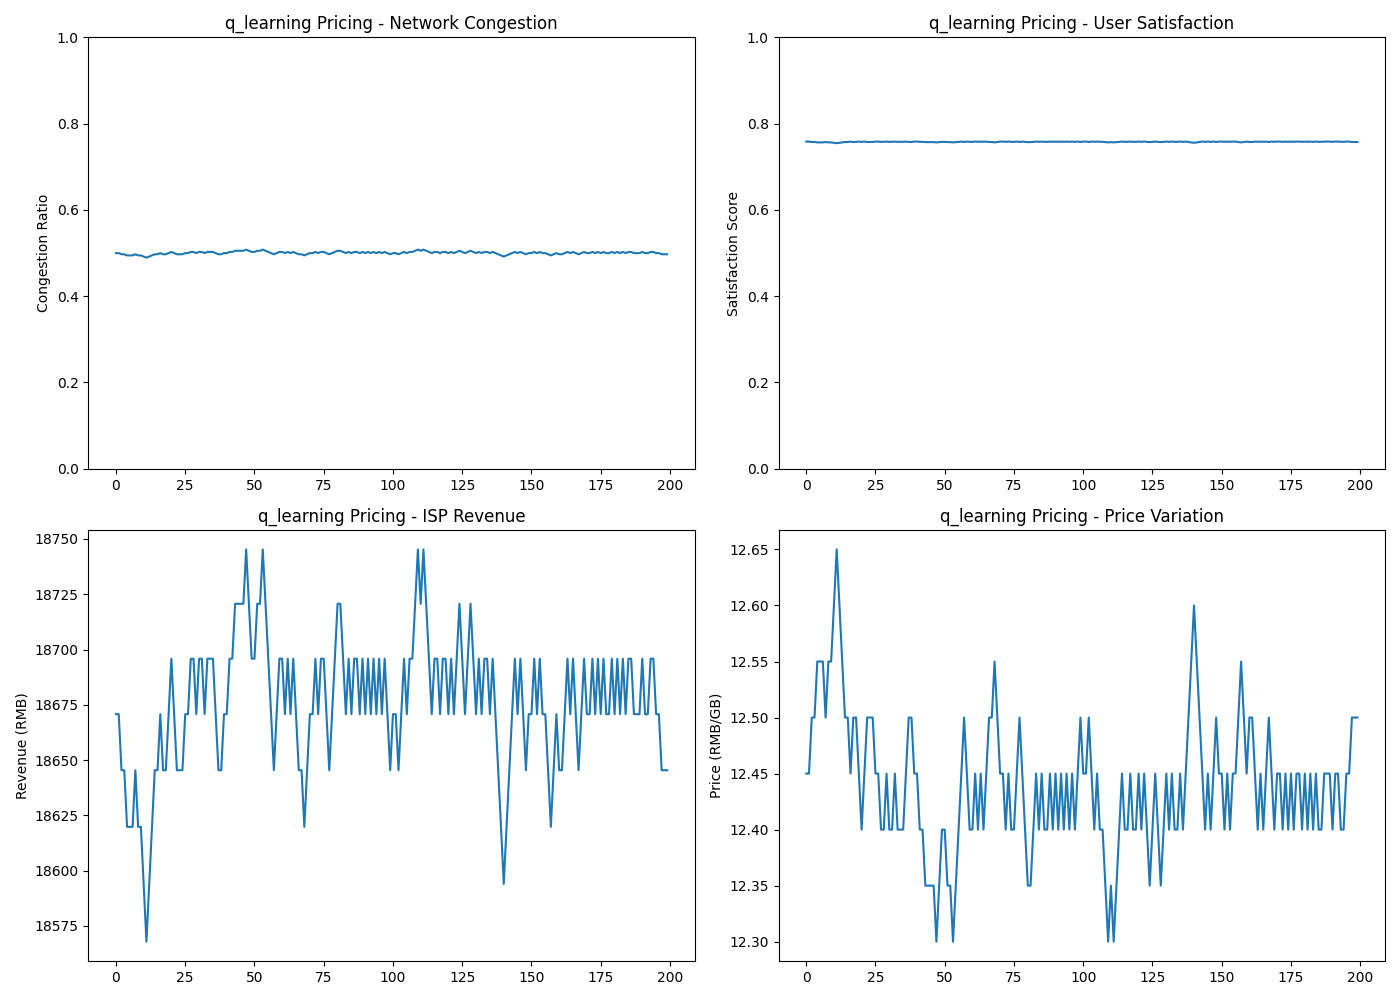 q_learning Pricing - Network Congestion
Congestion Ratio
1.0
0.8
0.6
0.4
0.2
0.0
0 25 50 75 100 125 150 175 200
q_learning Pricing - User Satisfaction
Satisfaction Score
1.0
0.8
0.6
0.4
0.2
0.0
0 25 50 75 100 125 150 175 200
q_learning Pricing - ISP Revenue
Revenue (RMB)
18750
18725
18700
18675
18650
18625
18600
18575
0 25 50 75 100 125 150 175 200
q_learning Pricing - Price Variation
Price (RMB/GB)
12.65
12.60
12.55
12.50
12.45
12.40
12.35
12.30
0 25 50 75 100 125 150 175 200